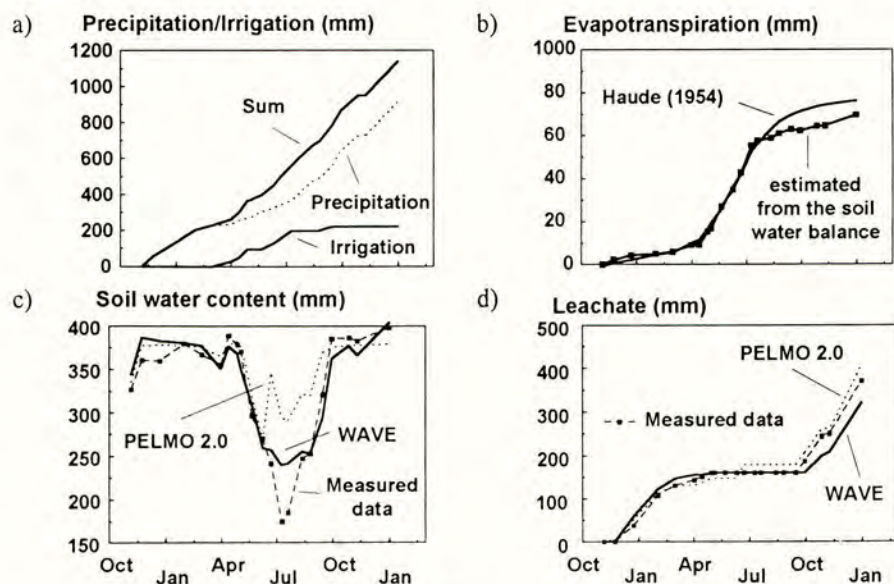 a)
Precipitation/Irrigation (mm)
1200
1000
800
600
400
200
0
Sum
Precipitation
Irrigation
b)
Evapotranspiration (mm)
1000
80
60
40
20
0
Haude (1954)
estimated
from the soil
water balance
c)
Soil water content (mm)
400
350
300
250
200
150
PELMO 2.0
WAVE
Measured
data
Oct
Jan
Apr
Jul
Oct
Jan
d)
Leachate (mm)
500
400
300
200
100
0
PELMO 2.0
Measured data
WAVE
Oct
Jan
Apr
Jul
Oct
Jan